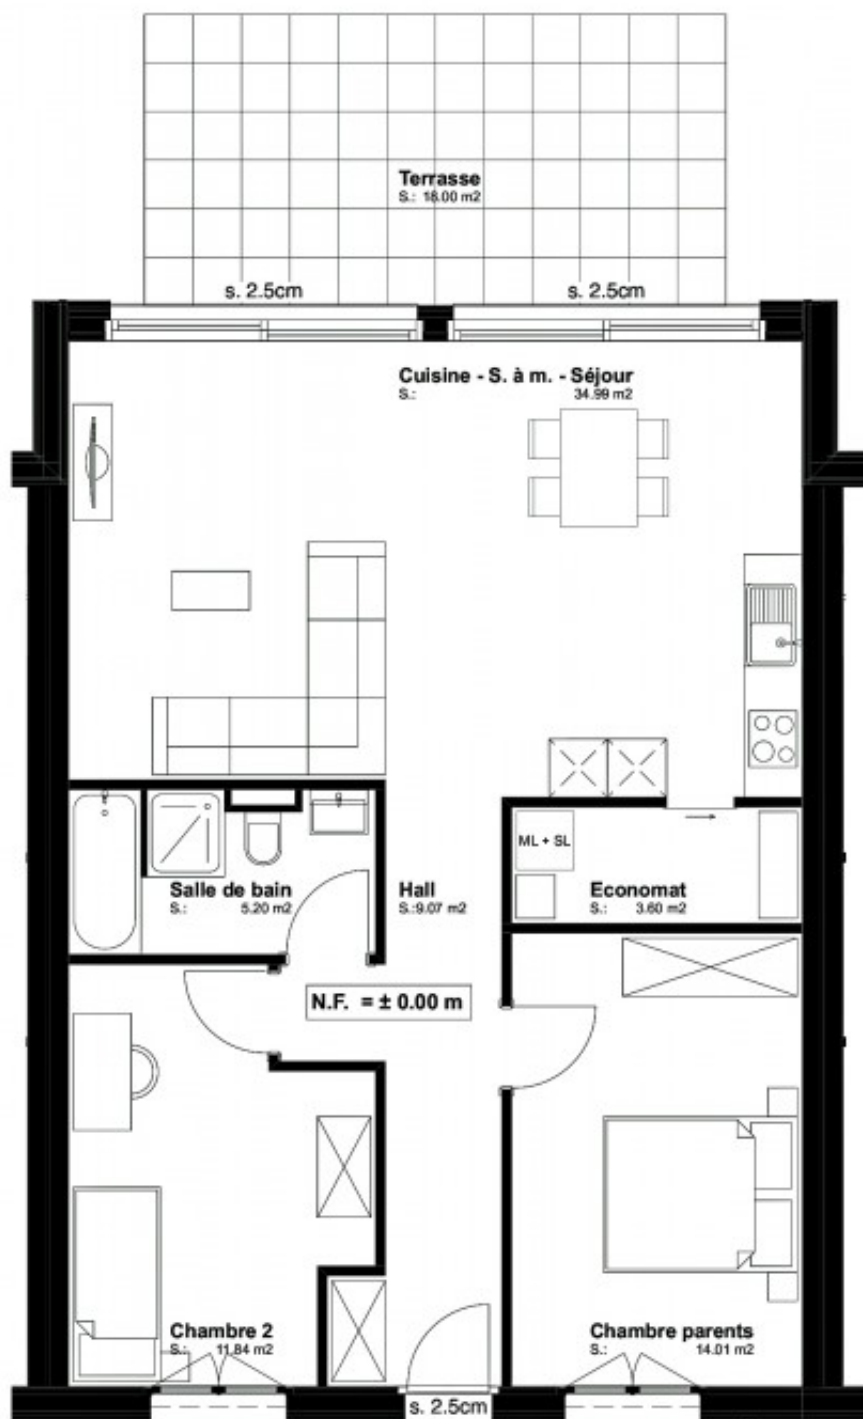 Terrasse
S.: 18.00 m2
s. 2.5cm
s. 2.5cm
Cuisine - S. à m. - Séjour
S.: 34.99 m2
ML + SL
Salle de bain
S.: 5.20 m2
Hall
S.:9.07 m2
Economat
S.: 3.60 m2
N.F. = ± 0.00 m
Chambre 2
S.: 11.84 m2
Chambre parents
S.: 14.01 m2
s. 2.5cm